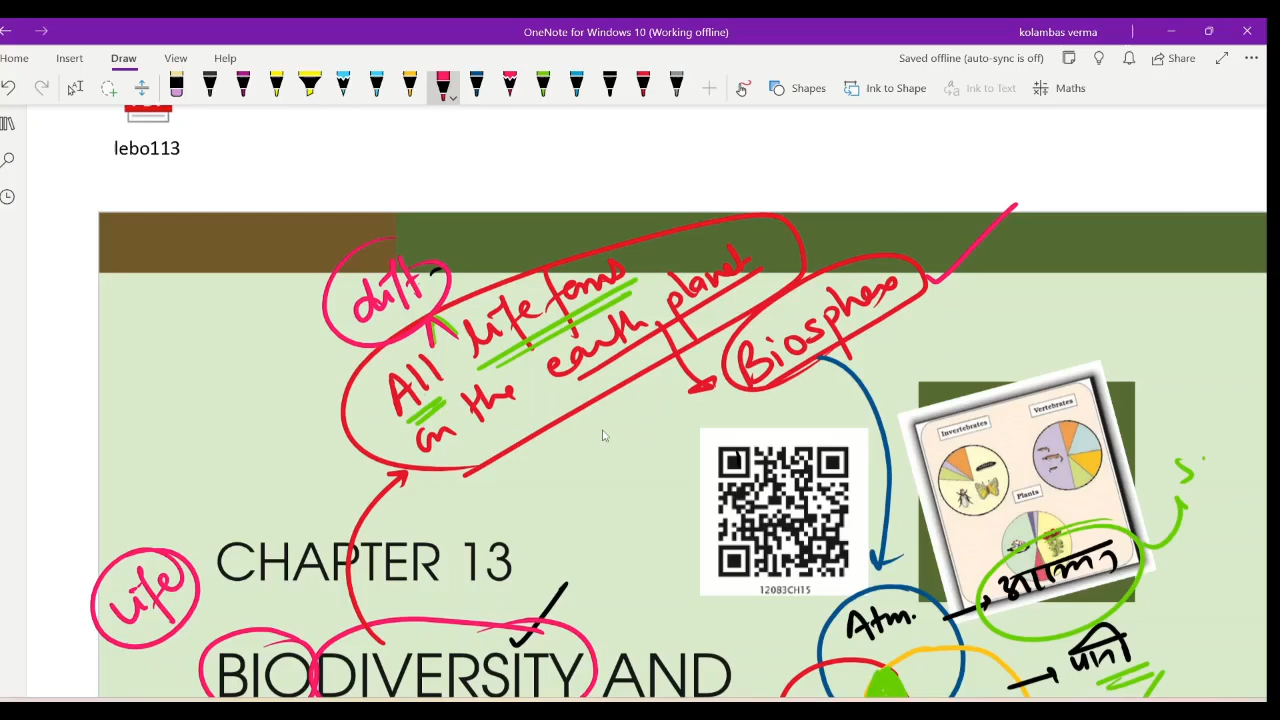 OneNote for Windows 10 (Working offline)
kolambas verma
Home Insert Draw View Help
Saved offline (auto-sync is off)
Share
Shapes
Ink to Shape
Ink to Text
Maths
lebo113
diff
All life forms
on the earth planet
Biosphere
Invertebrates
Vertebrates
Plants
12083CH15
S
CHAPTER 13
Life
Atm.
पानी
BIODIVERSITY AND